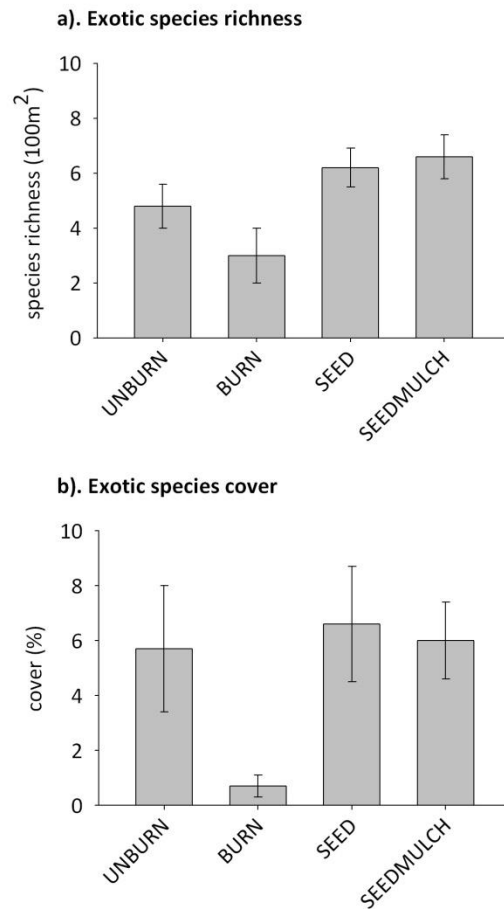 a). Exotic species richness
10
8
6
4
2
0
species richness (100m²)
UNBURN
BURN
SEED
SEEDMULCH
b). Exotic species cover
10
8
6
4
2
0
cover (%)
UNBURN
BURN
SEED
SEEDMULCH